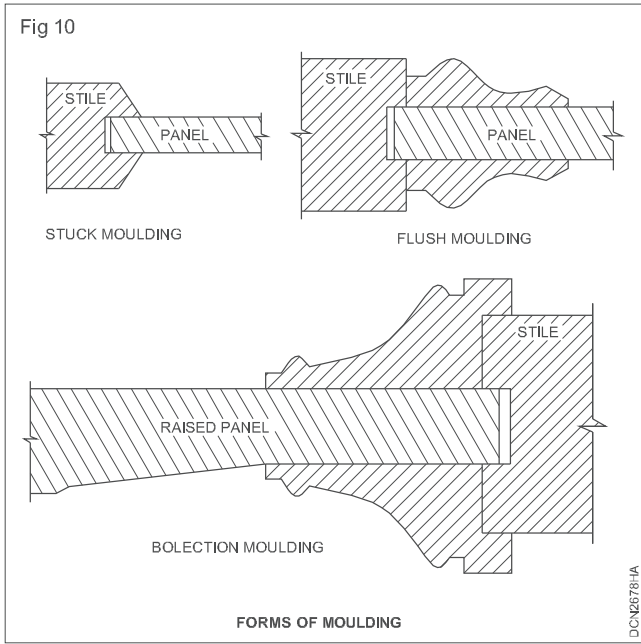 Fig 10
STILE
PANEL
STUCK MOULDING
STILE
PANEL
FLUSH MOULDING
STILE
RAISED PANEL
BOLECTION MOULDING
FORMS OF MOULDING
DCN2678HA